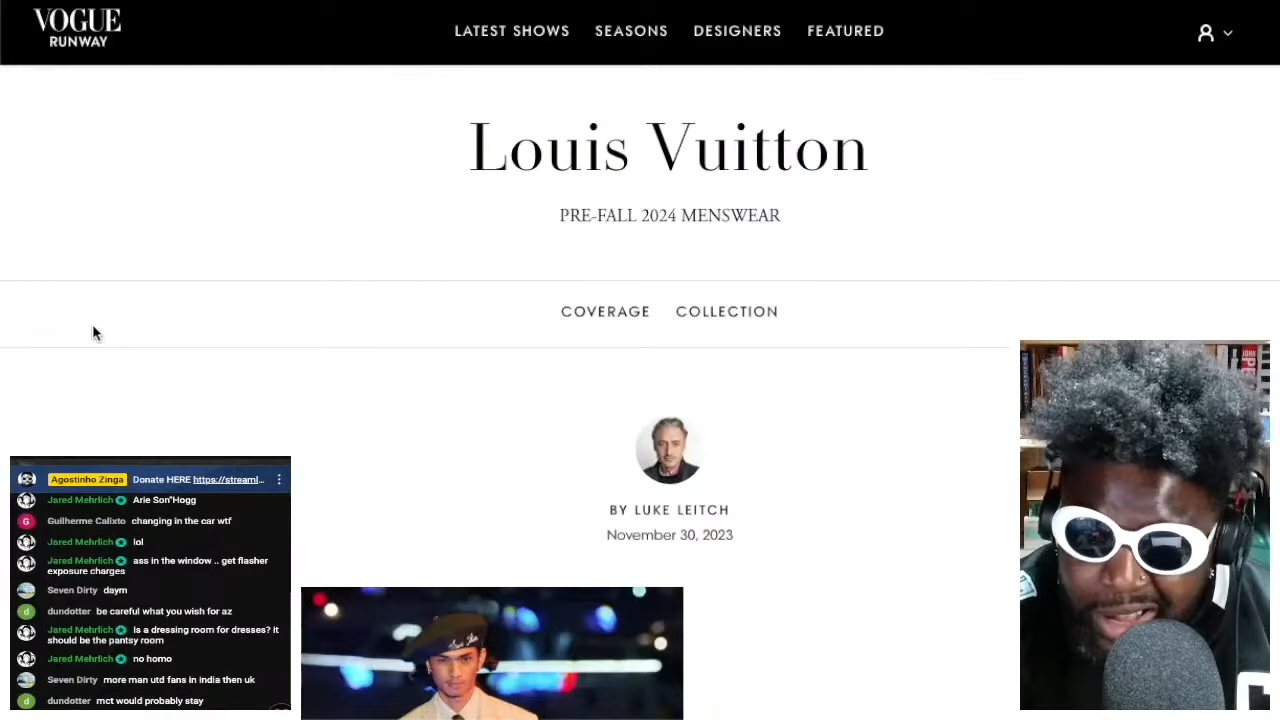 VOGUE
RUNWAY
LATEST SHOWS SEASONS DESIGNERS FEATURED
Louis Vuitton
PRE-FALL 2024 MENSWEAR
COVERAGE COLLECTION
BY LUKE LEITCH
November 30, 2023
Agostinho Zinga Donate HERE https://streaml...
Jared Mehrlich Arie Son"Hogg
Guilherme Calixto changing in the car wtf
Jared Mehrlich lol
Jared Mehrlich ass in the window .. get flasher
exposure charges
Seven Dirty daym
dundotter be careful what you wish for az
Jared Mehrlich Is a dressing room for dresses? it
should be the pantsy room
Jared Mehrlich no homo
Seven Dirty more man utd fans in india then uk
dundotter mct would probably stay